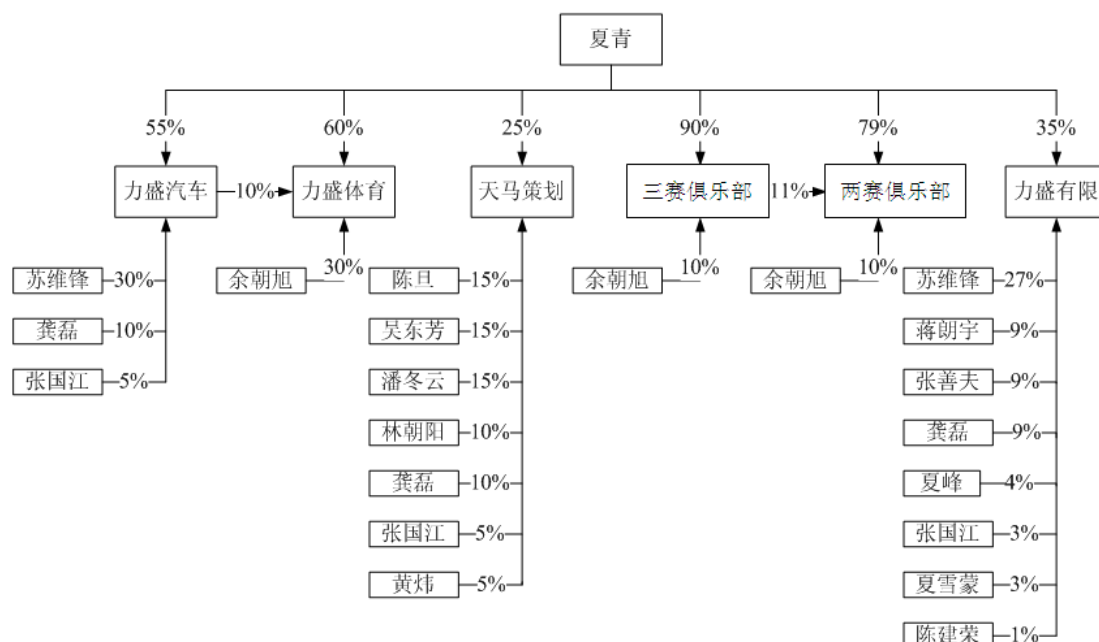 夏青
55% 60% 25% 90% 79% 35%
力盛汽车 10% 力盛体育 天马策划 三赛俱乐部 11% 两赛俱乐部 力盛有限
苏维锋 30% 余朝旭 30% 陈旦 15% 余朝旭 10% 余朝旭 10% 苏维锋 27%
龚磊 10% 吴东芳 15% 蒋朗宇 9%
张国江 5% 潘冬云 15% 张善夫 9%
林朝阳 10% 龚磊 9%
龚磊 10% 夏峰 4%
张国江 5% 张国江 3%
黄炜 5% 夏雪蒙 3%
陈建荣 1%